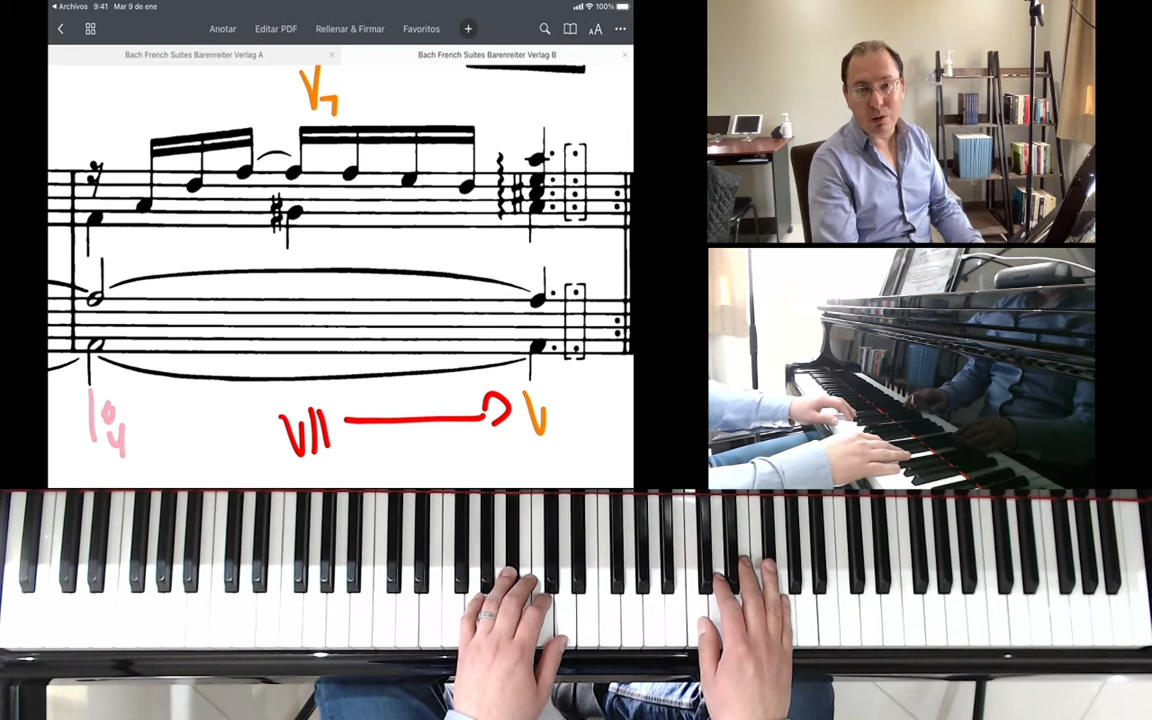 Archivos 9:41 Mar 9 de ene 100%
Anotar Editar PDF Rellenar & Firmar Favoritos + AA
Bach French Suites Barenreiter Verlag A × Bach French Suites Barenreiter Verlag B ×
V7
VII V